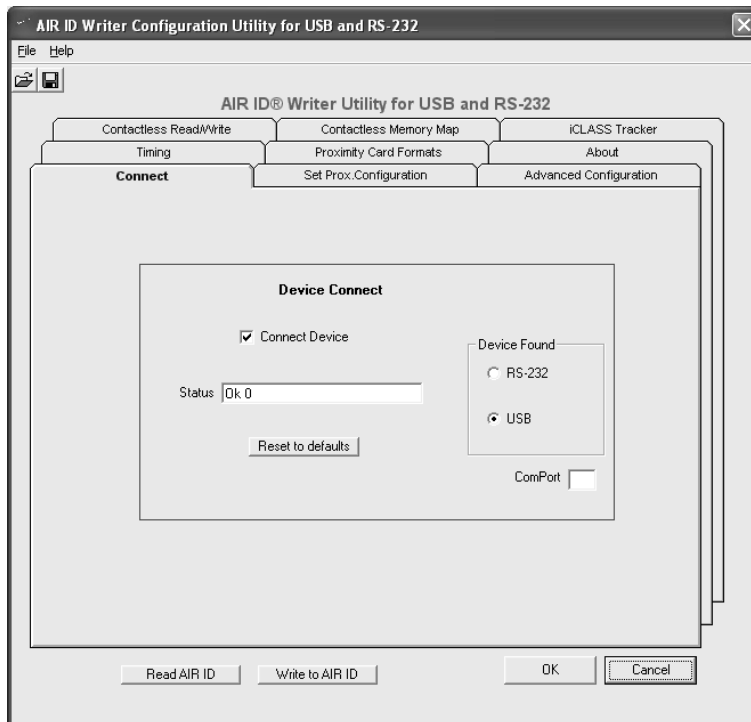 AIR ID Writer Configuration Utility for USB and RS-232
File Help
AIR ID® Writer Utility for USB and RS-232
Contactless Read/Write Contactless Memory Map iCLASS Tracker
Timing Proximity Card Formats About
Connect Set Prox.Configuration Advanced Configuration
Device Connect
Connect Device
Device Found
RS-232
Status Ok 0
USB
Reset to defaults
ComPort
Read AIR ID Write to AIR ID OK Cancel